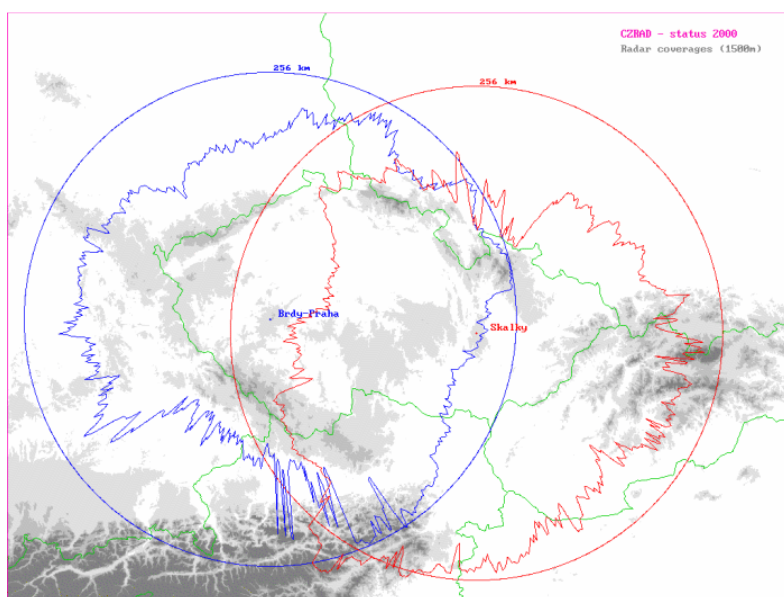 CZRAD - status 2000
Radar coverages (1500m)
256 km
256 km
Brdy-Praha
Skalky